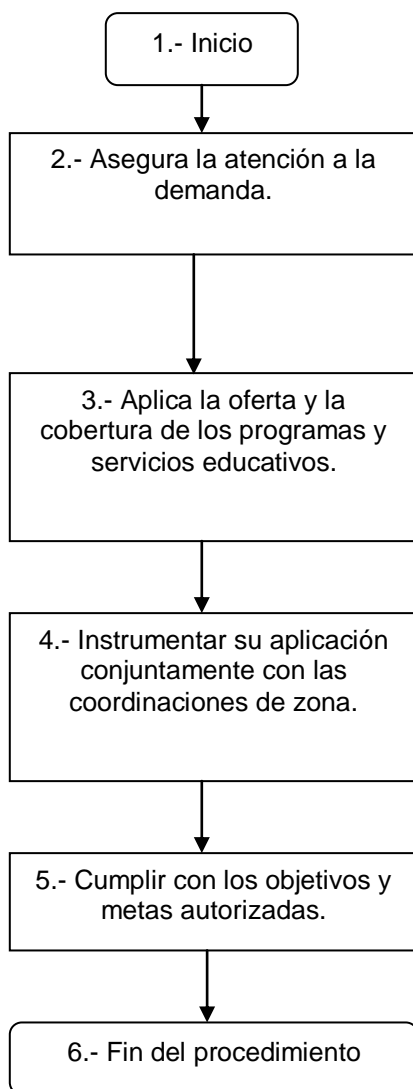 1.- Inicio
2.- Asegura la atención a la
demanda.
3.- Aplica la oferta y la
cobertura de los programas y
servicios educativos.
4.- Instrumentar su aplicación
conjuntamente con las
coordinaciones de zona.
5.- Cumplir con los objetivos y
metas autorizadas.
6.- Fin del procedimiento